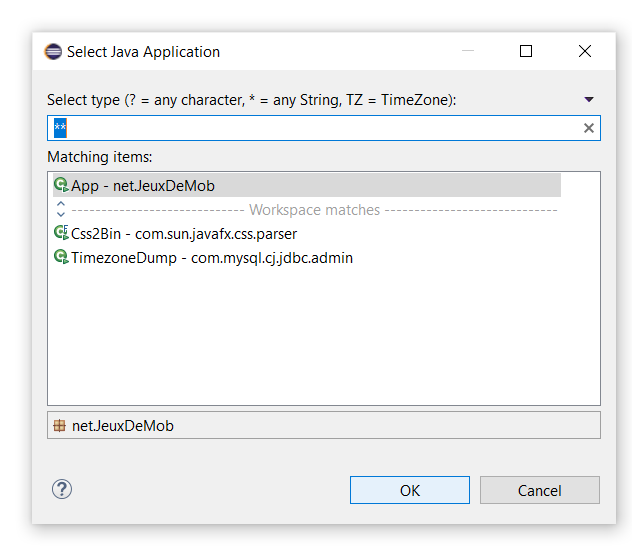 Select Java Application
Select type (? = any character, * = any String, TZ = TimeZone):
**
Matching items:
App - net.JeuxDeMob
Workspace matches
Css2Bin - com.sun.javafx.css.parser
TimezoneDump - com.mysql.cj.jdbc.admin
net.JeuxDeMob
OK
Cancel